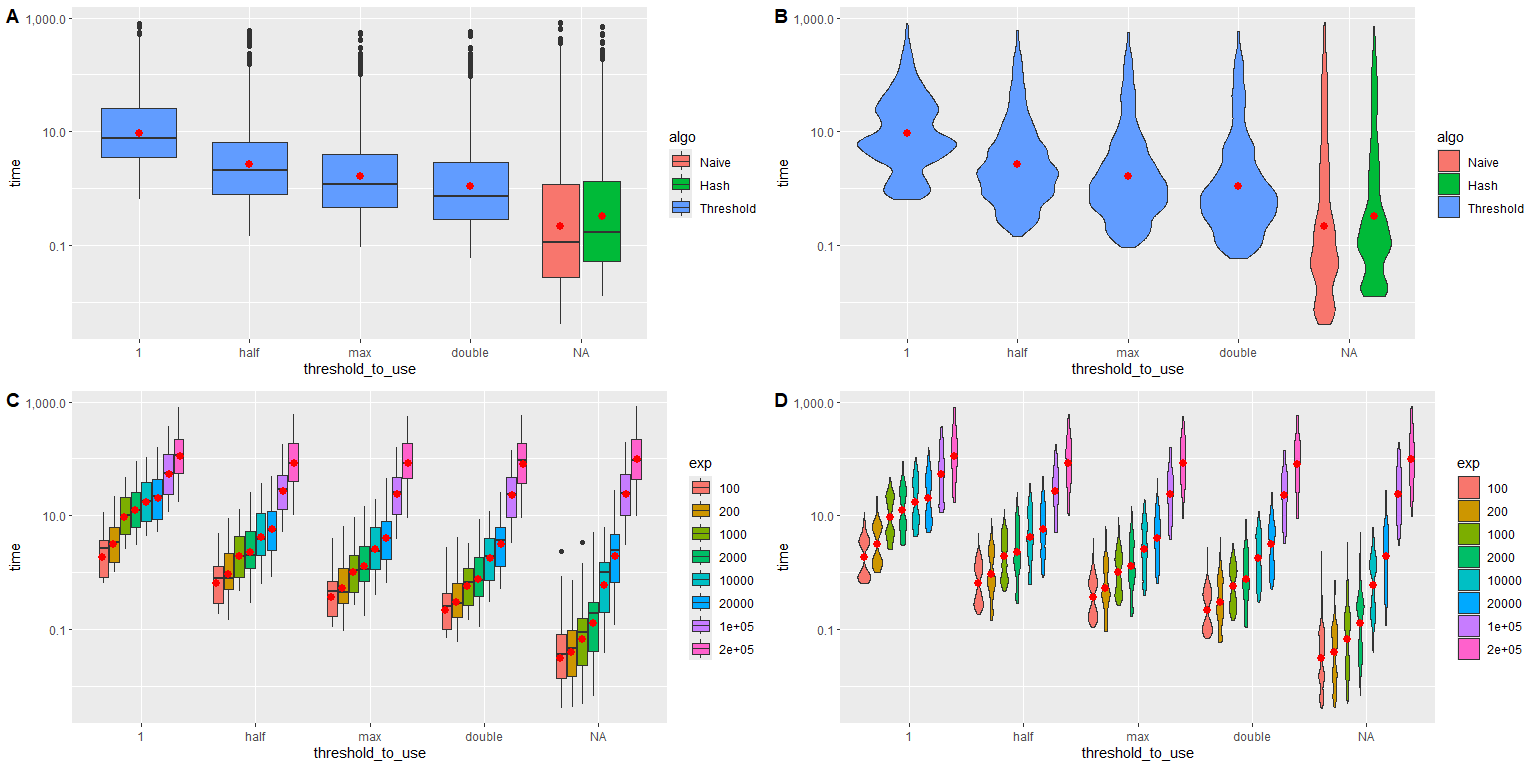 A
1,000.0
10.0
0.1
time
1 half max double NA
threshold_to_use
algo
Naive
Hash
Threshold
B
1,000.0
10.0
0.1
time
1 half max double NA
threshold_to_use
algo
Naive
Hash
Threshold
C
1,000.0
10.0
0.1
time
1 half max double NA
threshold_to_use
exp
100
200
1000
2000
10000
20000
1e+05
2e+05
D
1,000.0
10.0
0.1
time
1 half max double NA
threshold_to_use
exp
100
200
1000
2000
10000
20000
1e+05
2e+05